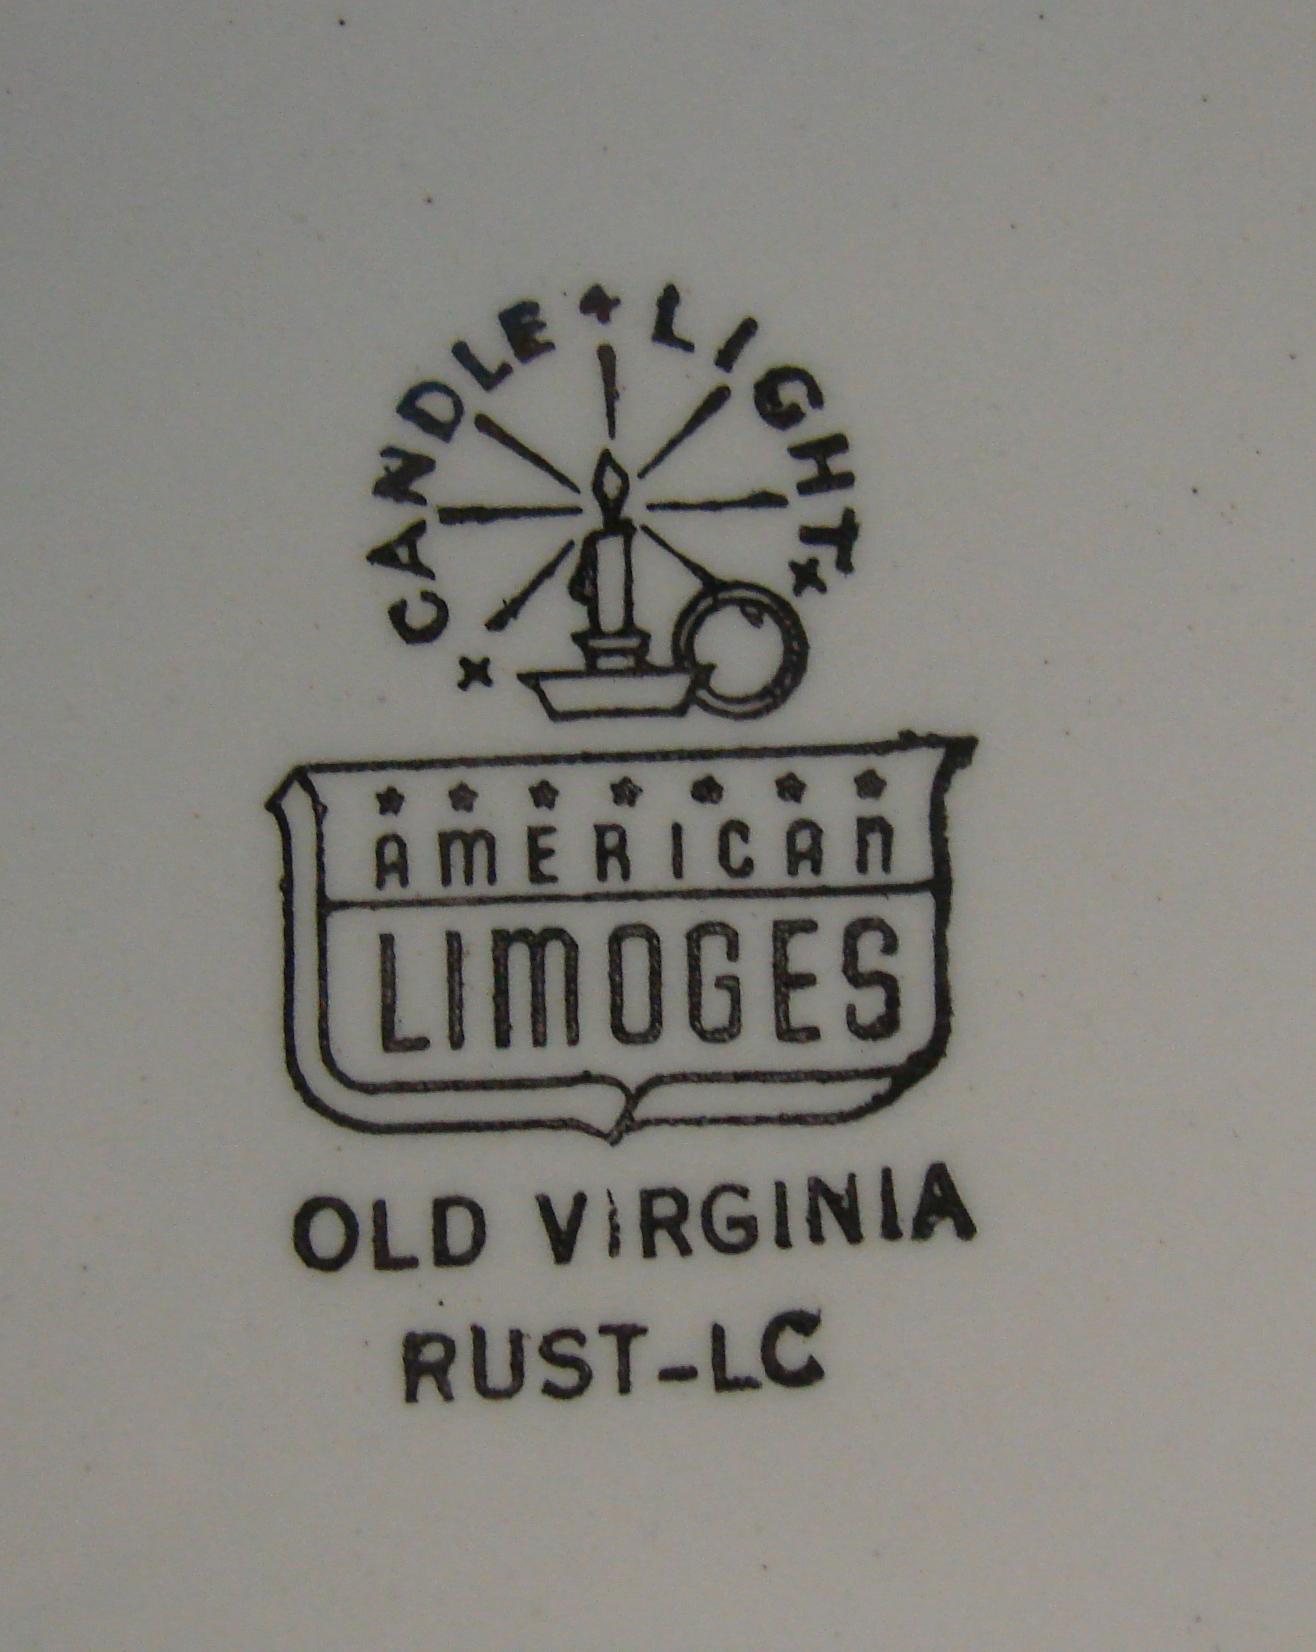 CANDLE LIGHT
AMERICAN
LIMOGES
OLD VIRGINIA
RUST-LC